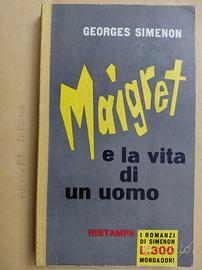 GEORGES SIMENON
Maigret
e la vita
di
un uomo
RISTAMPA
I ROMANZI
DI SIMENON
L.300
MONDADORI